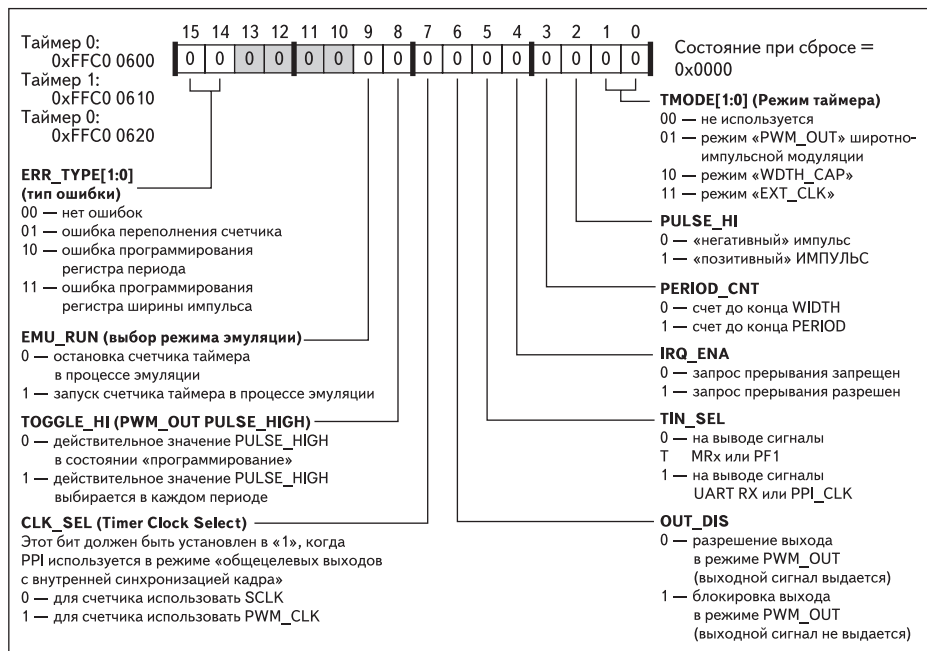 Таймер 0:
0xFFC0 0600
Таймер 1:
0xFFC0 0610
Таймер 0:
0xFFC0 0620
15 14 13 12 11 10 9 8 7 6 5 4 3 2 1 0
0 0 0 0 0 0 0 0 0 0 0 0 0 0 0 0
Состояние при сбросе =
0x0000
ERR_TYPE[1:0]
(тип ошибки)
00 — нет ошибок
01 — ошибка переполнения счетчика
10 — ошибка программирования
регистра периода
11 — ошибка программирования
регистра ширины импульса
EMU_RUN (выбор режима эмуляции)
0 — остановка счетчика таймера
в процессе эмуляции
1 — запуск счетчика таймера в процессе эмуляции
TOGGLE_HI (PWM_OUT PULSE_HIGH)
0 — действительное значение PULSE_HIGH
в состоянии «программирование»
1 — действительное значение PULSE_HIGH
выбирается в каждом периоде
CLK_SEL (Timer Clock Select)
Этот бит должен быть установлен в «1», когда
PPI используется в режиме «общецелевых выходов
с внутренней синхронизацией кадра»
0 — для счетчика использовать SCLK
1 — для счетчика использовать PWM_CLK
TMODE[1:0] (Режим таймера)
00 — не используется
01 — режим «PWM_OUT» широтно-
импульсной модуляции
10 — режим «WDTH_CAP»
11 — режим «EXT_CLK»
PULSE_HI
0 — «негативный» импульс
1 — «позитивный» ИМПУЛЬС
PERIOD_CNT
0 — счет до конца WIDTH
1 — счет до конца PERIOD
IRQ_ENA
0 — запрос прерывания запрещен
1 — запрос прерывания разрешен
TIN_SEL
0 — на выводе сигналы
T MRx или PF1
1 — на выводе сигналы
UART RX или PPI_CLK
OUT_DIS
0 — разрешение выхода
в режиме PWM_OUT
(выходной сигнал выдается)
1 — блокировка выхода
в режиме PWM_OUT
(выходной сигнал не выдается)